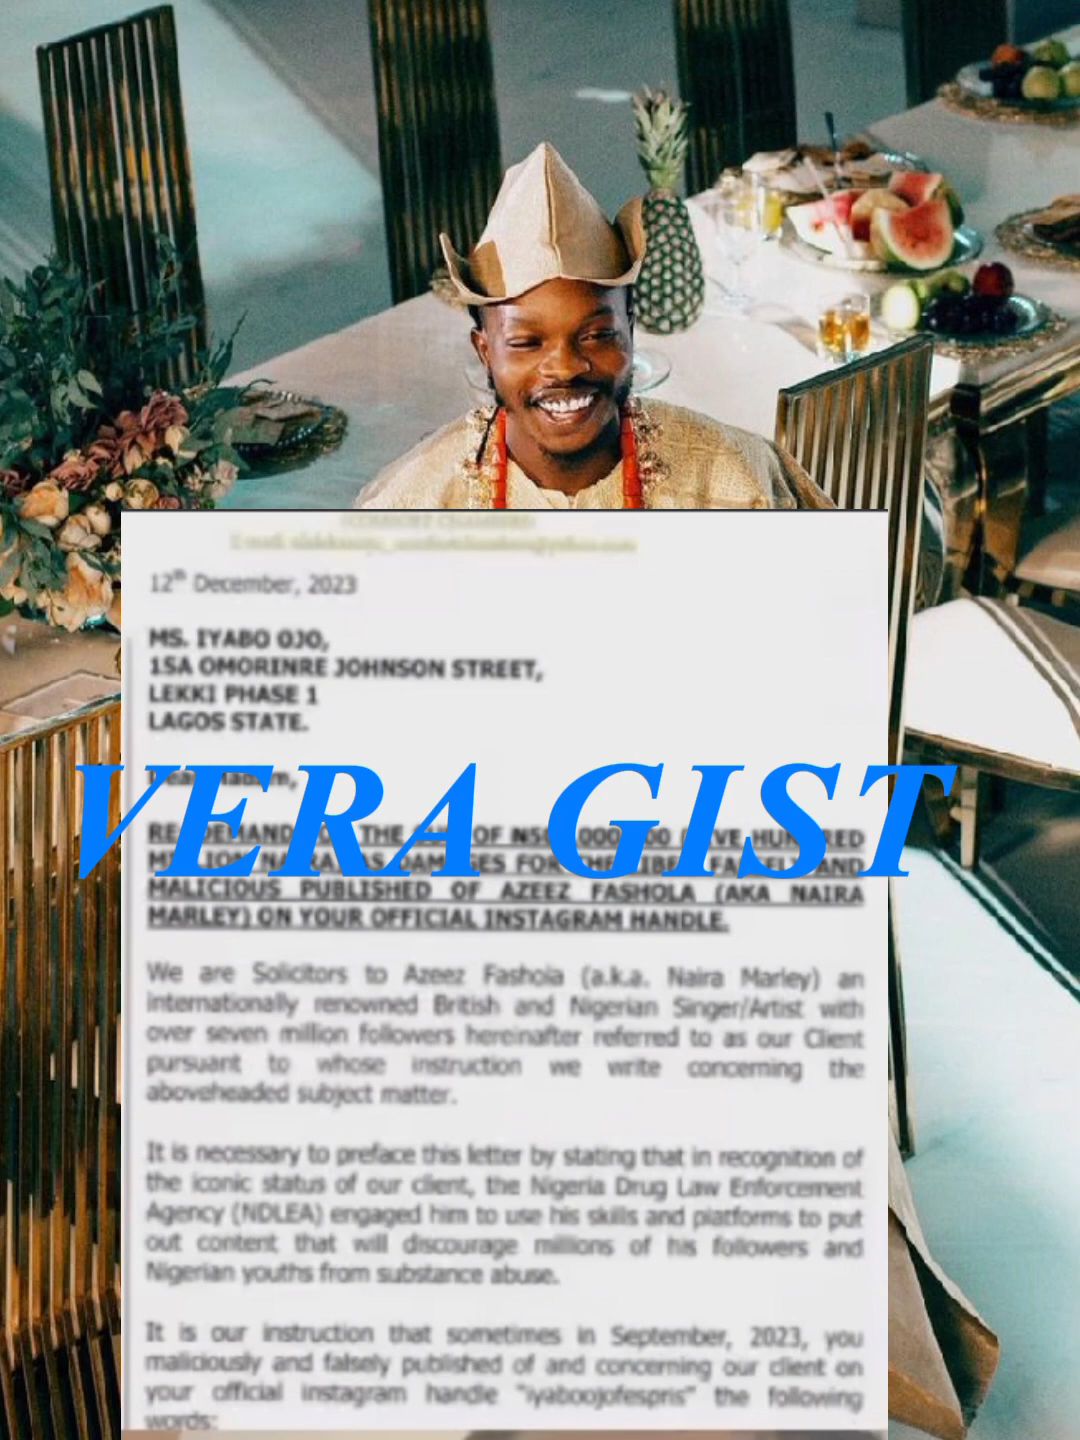 12th December, 2023
MS. IYABO OJO,
15A OMORINRE JOHNSON STREET,
LEKKI PHASE 1
LAGOS STATE.
VERA GIST
MALICIOUS PUBLISHED OF AZEEZ FASHOLA (AKA NAIRA
MARLEY) ON YOUR OFFICIAL INSTAGRAM HANDLE.
We are Solicitors to Azeez Fashola (a.k.a. Naira Marley) an
internationally renowned British and Nigerian Singer/Artist with
over seven million followers hereinafter referred to as our Client
pursuant to whose instruction we write concerning the
aboveheaded subject matter.
It is necessary to preface this letter by stating that in recognition of
the iconic status of our client, the Nigeria Drug Law Enforcement
Agency (NDLEA) engaged him to use his skills and platforms to put
out content that will discourage millions of his followers and
Nigerian youths from substance abuse.
It is our instruction that sometimes in September, 2023, you
maliciously and falsely published of and concerning our client on
your official instagram handle "iyaboojofespris" the following
words: